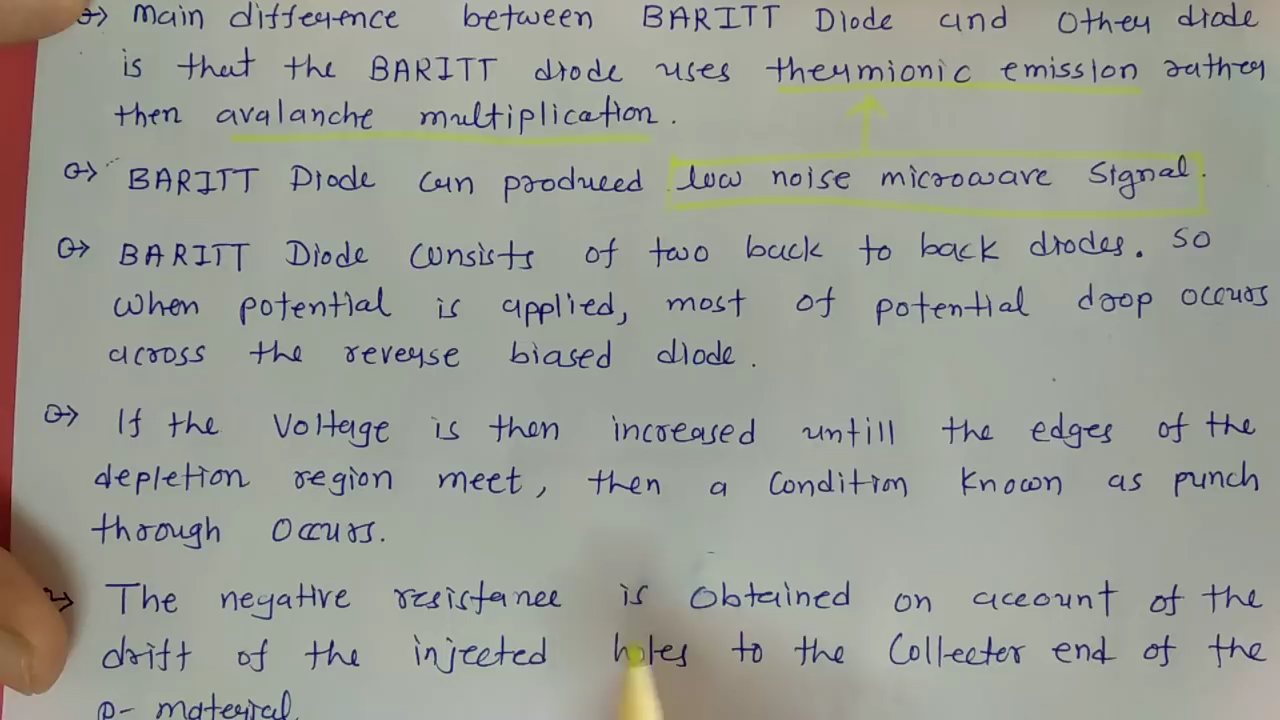 → Main difference between BARITT Diode and Other diode
is that the BARITT diode uses thermionic emission rather
then avalanche multiplication.
→ BARITT Diode can produced low noise microwave signal.
→ BARITT Diode consists of two back to back diodes. So
when potential is applied, most of potential drop occurs
across the reverse biased diode.
→ If the Voltage is then increased untill the edges of the
depletion region meet, then a Condition Known as punch
through Occurs.
→ The negative resistance is Obtained on account of the
drift of the injected holes to the Collector end of the
p- material.